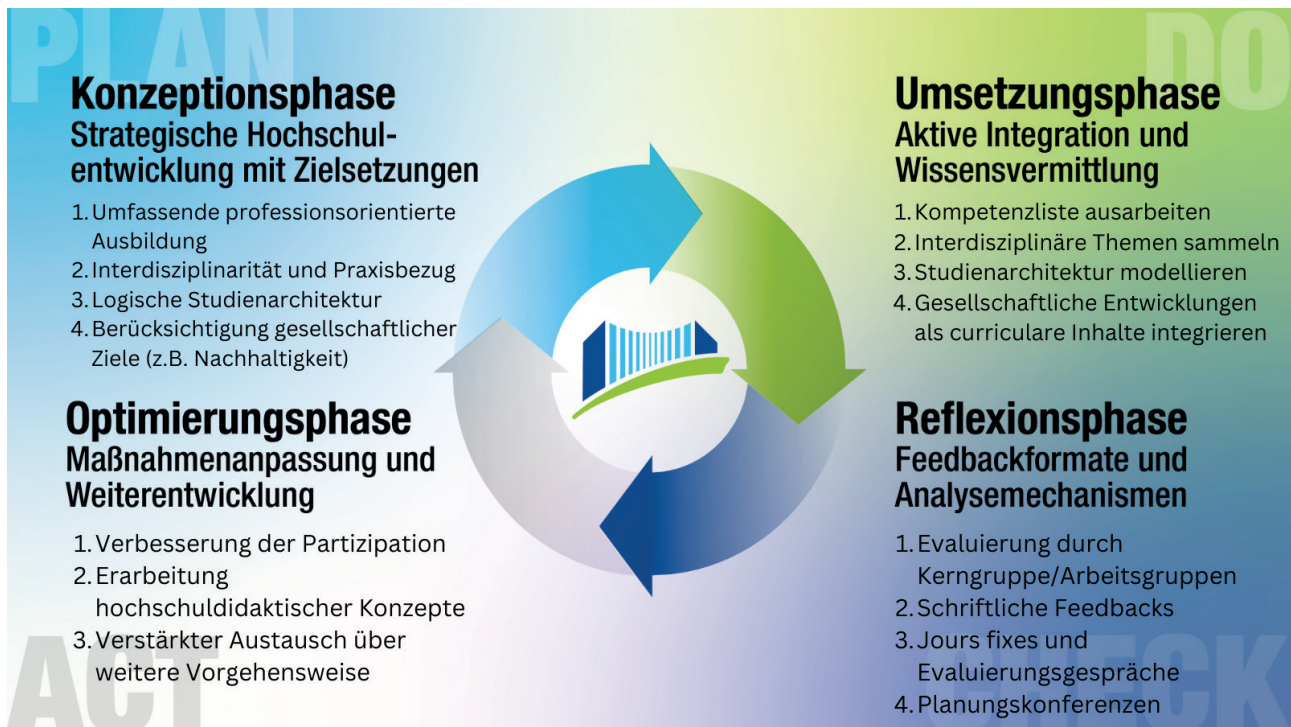 PLAN
Konzeptionsphase
Strategische Hochschul-
entwicklung mit Zielsetzungen
1. Umfassende professionsorientierte
Ausbildung
2. Interdisziplinarität und Praxisbezug
3. Logische Studienarchitektur
4. Berücksichtigung gesellschaftlicher
Ziele (z.B. Nachhaltigkeit)
DO
Umsetzungsphase
Aktive Integration und
Wissensvermittlung
1. Kompetenzliste ausarbeiten
2. Interdisziplinäre Themen sammeln
3. Studienarchitektur modellieren
4. Gesellschaftliche Entwicklungen
als curriculare Inhalte integrieren
Optimierungsphase
Maßnahmenanpassung und
Weiterentwicklung
1. Verbesserung der Partizipation
2. Erarbeitung
hochschuldidaktischer Konzepte
3. Verstärkter Austausch über
weitere Vorgehensweise
ACT
Reflexionsphase
Feedbackformate und
Analysemechanismen
1. Evaluierung durch
Kerngruppe/Arbeitsgruppen
2. Schriftliche Feedbacks
3. Jours fixes und
Evaluierungsgespräche
4. Planungskonferenzen
CHECK